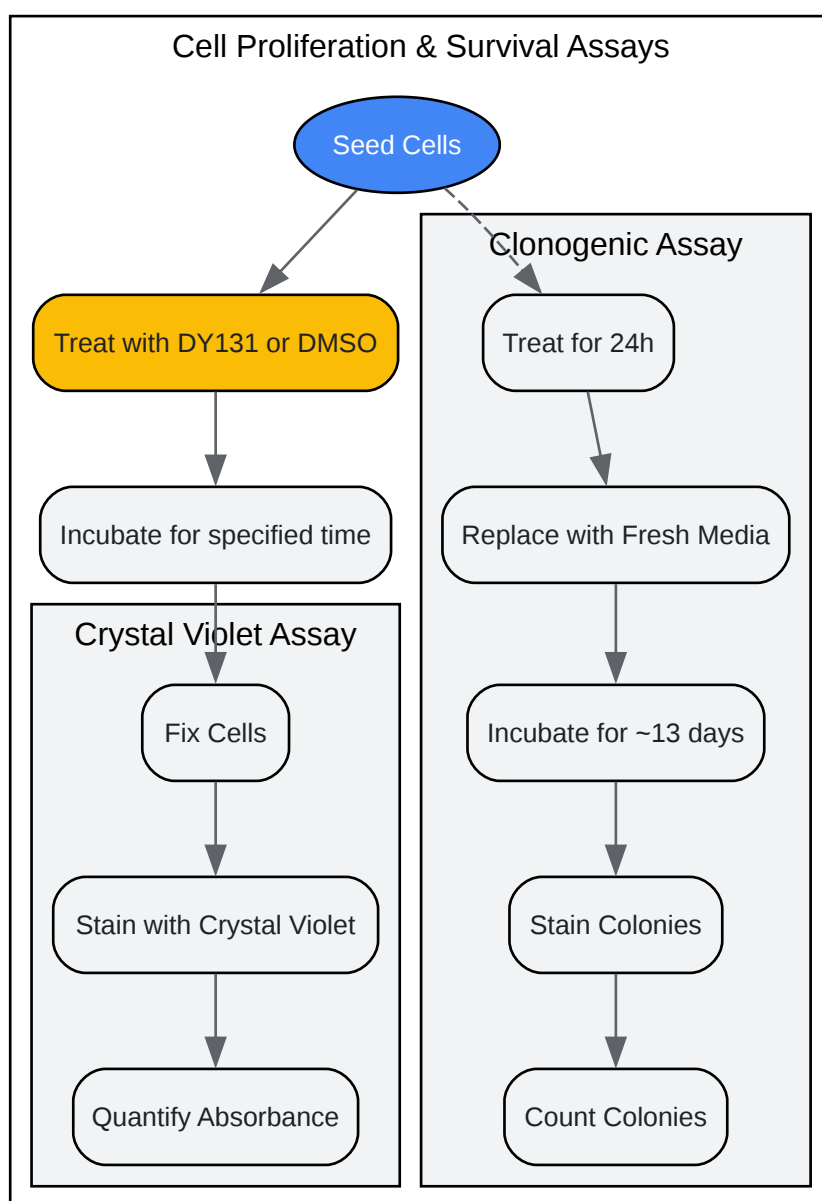 Cell Proliferation & Survival Assays
Seed Cells
Clonogenic Assay
Treat with DY131 or DMSO
Treat for 24h
Incubate for specified time
Replace with Fresh Media
Crystal Violet Assay
Fix Cells
Incubate for ~13 days
Stain with Crystal Violet
Stain Colonies
Quantify Absorbance
Count Colonies